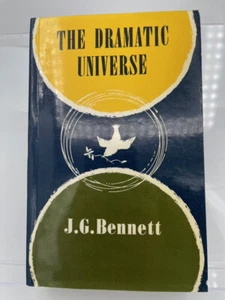 THE DRAMATIC
UNIVERSE
J.G.Bennett